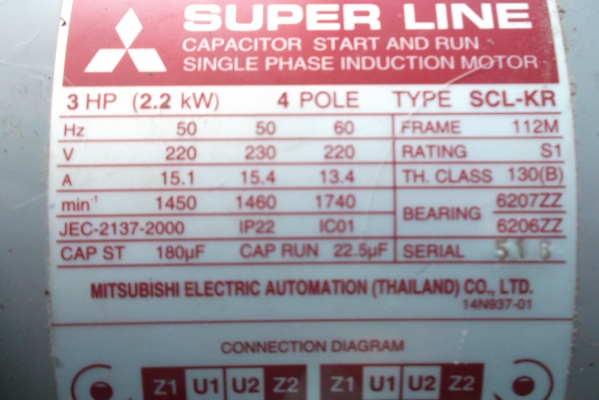 SUPER LINE
CAPACITOR START AND RUN
SINGLE PHASE INDUCTION MOTOR
3 HP (2.2 kW) 4 POLE TYPE SCL-KR
Hz 50 50 60 FRAME 112M
V 220 230 220 RATING S1
A 15.1 15.4 13.4 TH. CLASS 130(B)
min⁻¹ 1450 1460 1740 BEARING 6207ZZ
JEC-2137-2000 IP22 IC01 6206ZZ
CAP ST 180µF CAP RUN 22.5µF SERIAL 516
MITSUBISHI ELECTRIC AUTOMATION (THAILAND) CO., LTD.
14N937-01
CONNECTION DIAGRAM
Z1 U1 U2 Z2 Z1 U1 U2 Z2